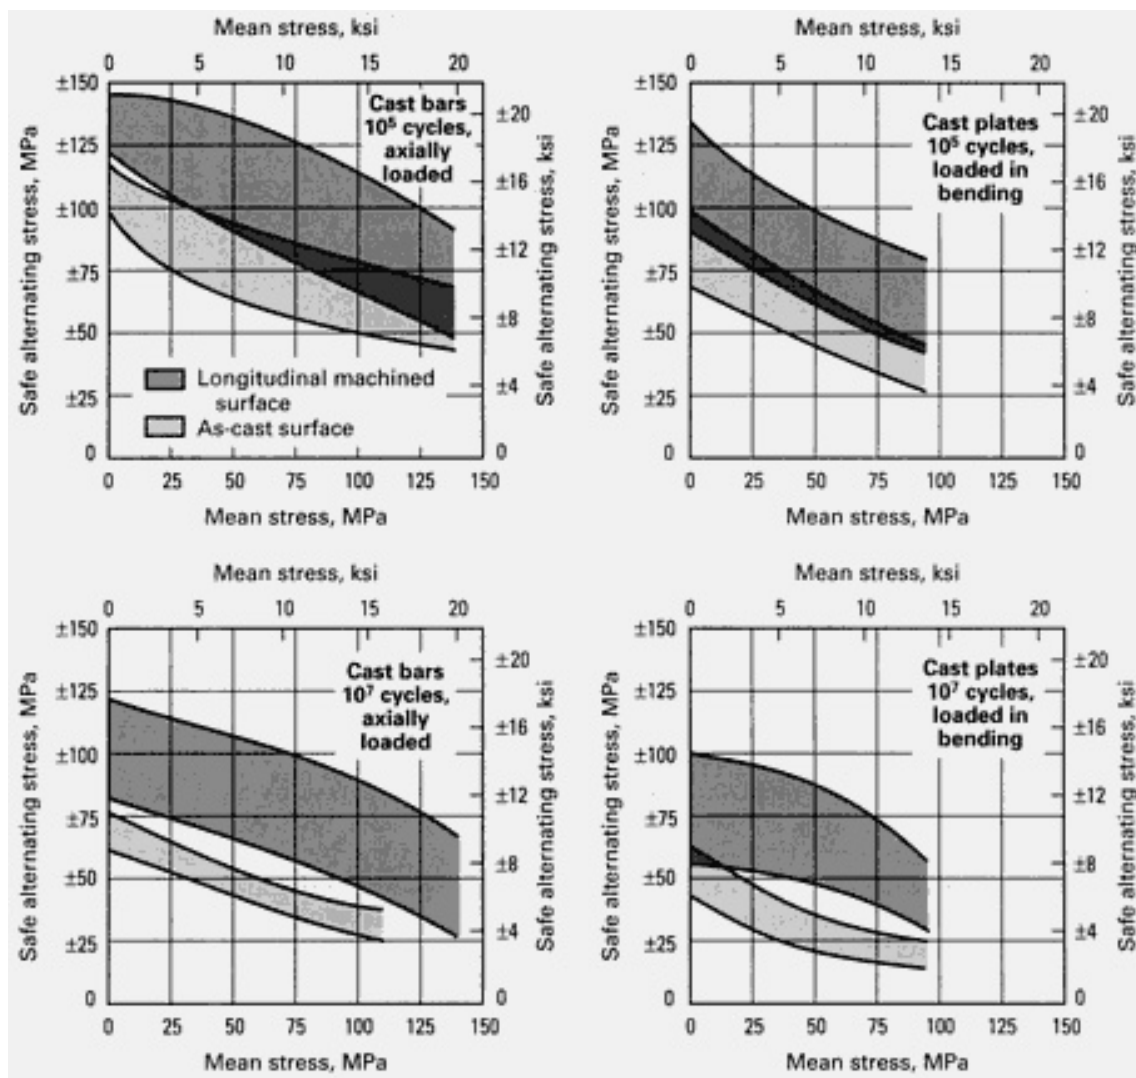 Mean stress, ksi
0 5 10 15 20
±150
±125
±100
±75
±50
±25
0
Safe alternating stress, MPa
Cast bars
10⁵ cycles,
axially
loaded
Longitudinal machined
surface
As-cast surface
±20
±16
±12
±8
±4
0
Safe alternating stress, ksi
0 25 50 75 100 125 150
Mean stress, MPa
Mean stress, ksi
0 5 10 15 20
±150
±125
±100
±75
±50
±25
0
Safe alternating stress, MPa
Cast plates
10⁵ cycles,
loaded in
bending
±20
±16
±12
±8
±4
0
Safe alternating stress, ksi
0 25 50 75 100 125 150
Mean stress, MPa
Mean stress, ksi
0 5 10 15 20
±150
±125
±100
±75
±50
±25
0
Safe alternating stress, MPa
Cast bars
10⁷ cycles,
axially
loaded
±20
±16
±12
±8
±4
0
Safe alternating stress, ksi
0 25 50 75 100 125 150
Mean stress, MPa
Mean stress, ksi
0 5 10 15 20
±150
±125
±100
±75
±50
±25
0
Safe alternating stress, MPa
Cast plates
10⁷ cycles,
loaded in
bending
±20
±16
±12
±8
±4
0
Safe alternating stress, ksi
0 25 50 75 100 125 150
Mean stress, MPa